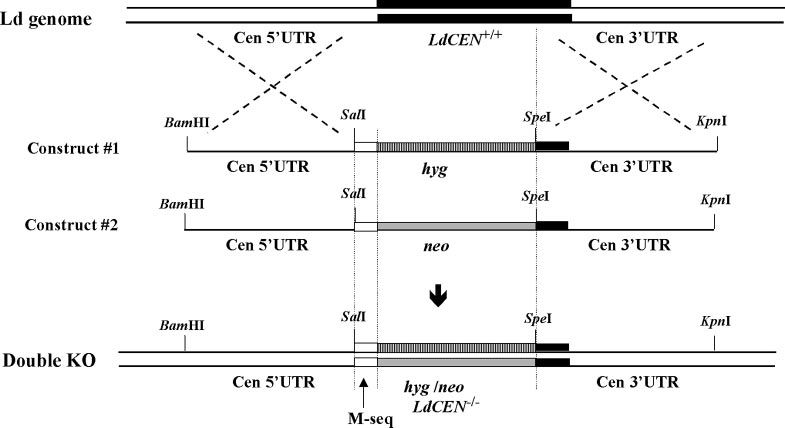 Ld genome
Cen 5’UTR LdCEN+/+ Cen 3’UTR
BamHI SalI SpeI KpnI
Construct #1
Cen 5’UTR hyg Cen 3’UTR
BamHI SalI SpeI KpnI
Construct #2
Cen 5’UTR neo Cen 3’UTR
BamHI SalI SpeI KpnI
Double KO
Cen 5’UTR hyg /neo Cen 3’UTR
LdCEN-/-
M-seq